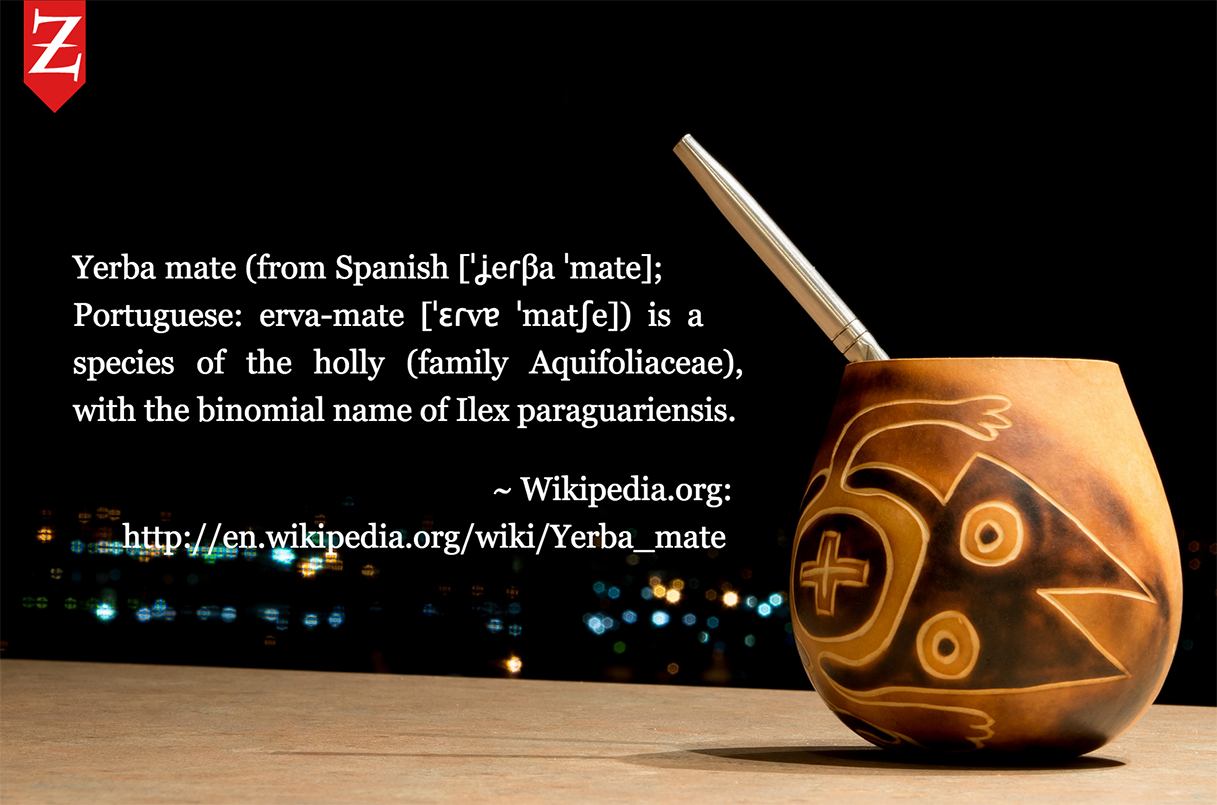 Z
Yerba mate (from Spanish [ˈʝeɾβa ˈmate];
Portuguese: erva-mate [ˈɛɾvɐ ˈmatʃe]) is a
species of the holly (family Aquifoliaceae),
with the binomial name of Ilex paraguariensis.
~ Wikipedia.org:
http://en.wikipedia.org/wiki/Yerba_mate